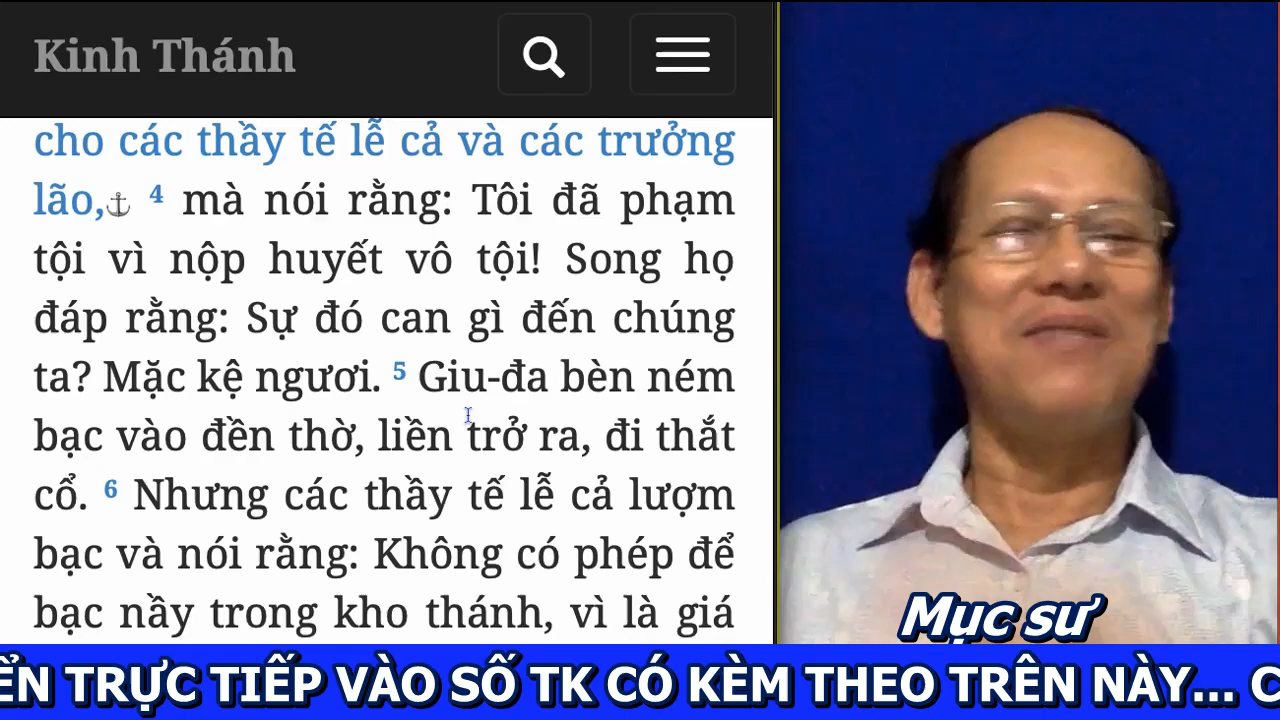 Kinh Thánh
cho các thầy tế lễ cả và các trưởng
lão, 4 mà nói rằng: Tôi đã phạm
tội vì nộp huyết vô tội! Song họ
đáp rằng: Sự đó can gì đến chúng
ta? Mặc kệ ngươi. 5 Giu-đa bèn ném
bạc vào đền thờ, liền trở ra, đi thắt
cổ. 6 Nhưng các thầy tế lễ cả lượm
bạc và nói rằng: Không có phép để
bạc nầy trong kho thánh, vì là giá
Mục sư
ỂN TRỰC TIẾP VÀO SỐ TK CÓ KÈM THEO TRÊN NÀY... C